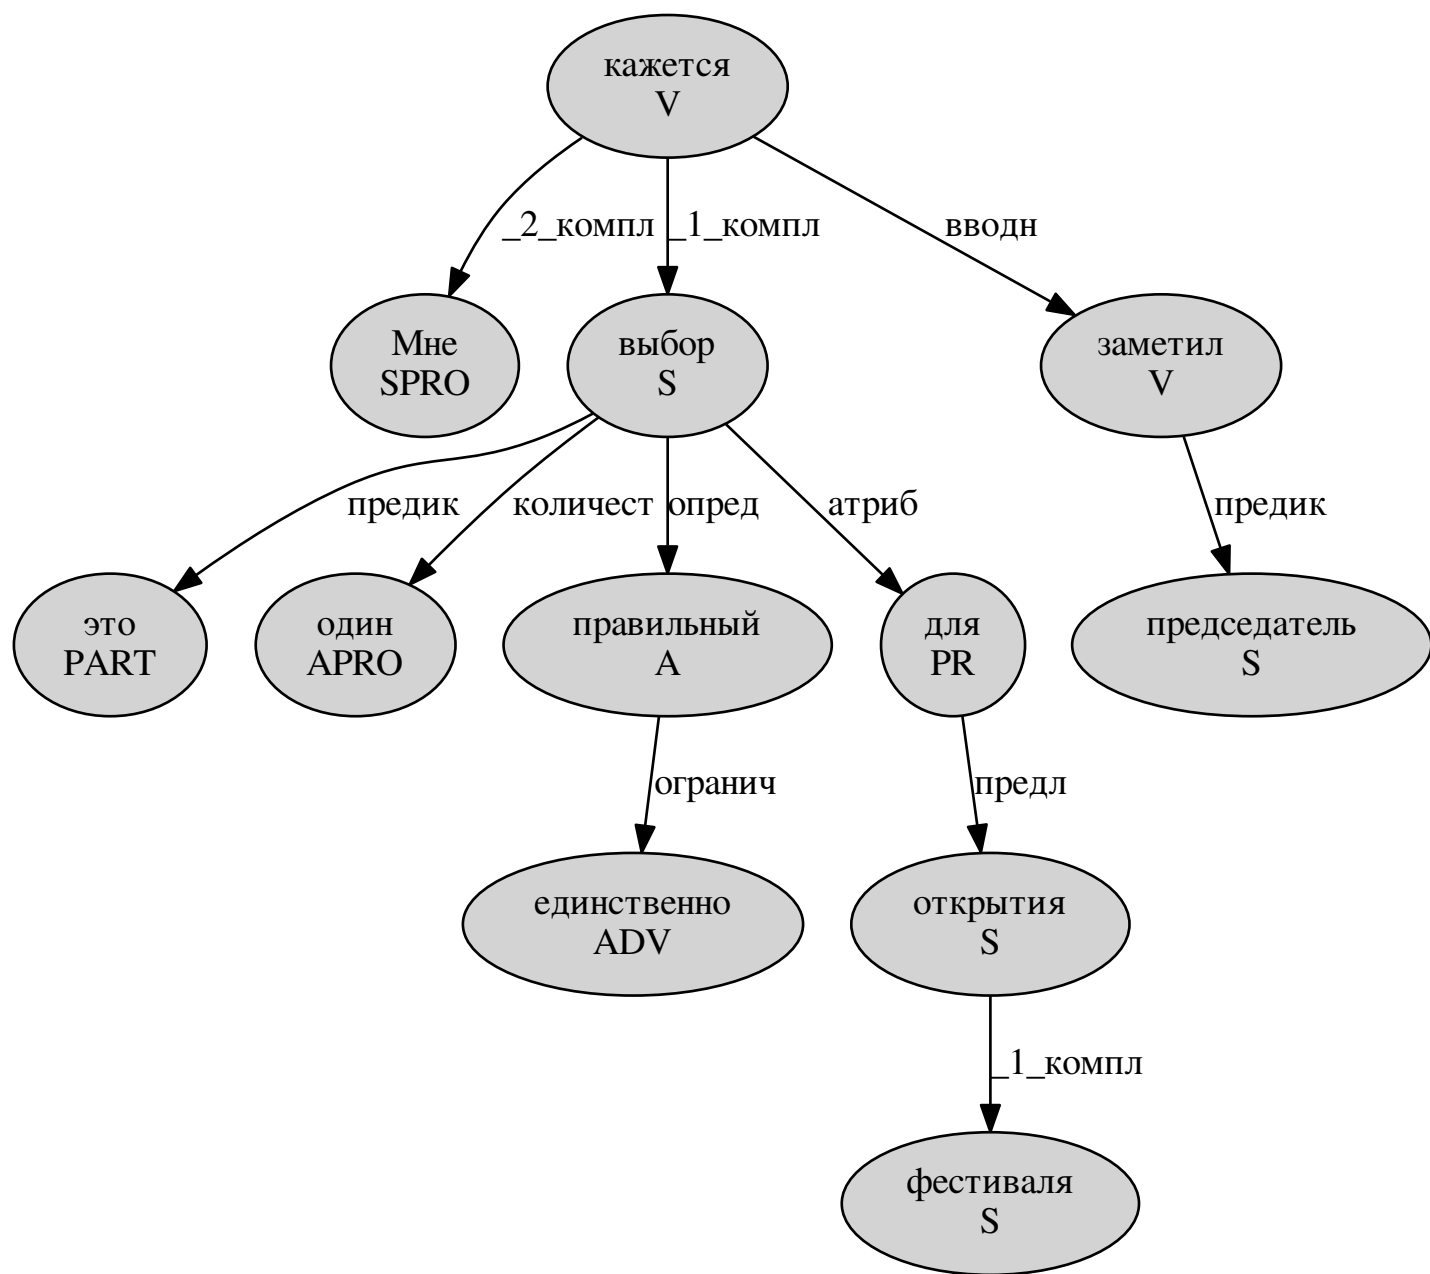 кажется
V
_2_компл
_1_компл
вводн
Мне
SPRO
выбор
S
заметил
V
предик
количест
опред
атриб
предик
это
PART
один
APRO
правильный
A
для
PR
председатель
S
огранич
предл
единственно
ADV
открытия
S
_1_компл
фестиваля
S